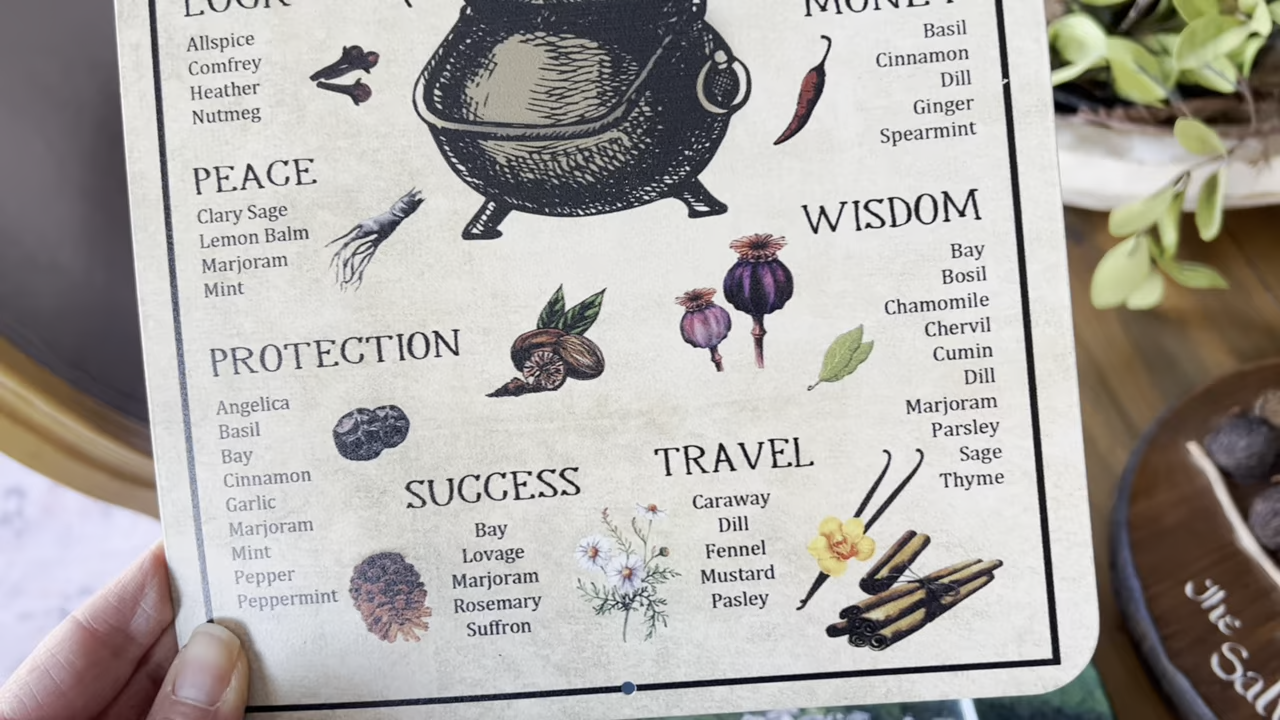 LUCK
Allspice
Comfrey
Heather
Nutmeg
MONEY
Basil
Cinnamon
Dill
Ginger
Spearmint
PEACE
Clary Sage
Lemon Balm
Marjoram
Mint
WISDOM
Bay
Bosil
Chamomile
Chervil
Cumin
Dill
Marjoram
Parsley
Sage
Thyme
PROTECTION
Angelica
Basil
Bay
Cinnamon
Garlic
Marjoram
Mint
Pepper
Peppermint
SUCCESS
Bay
Lovage
Marjoram
Rosemary
Suffron
TRAVEL
Caraway
Dill
Fennel
Mustard
Pasley
The